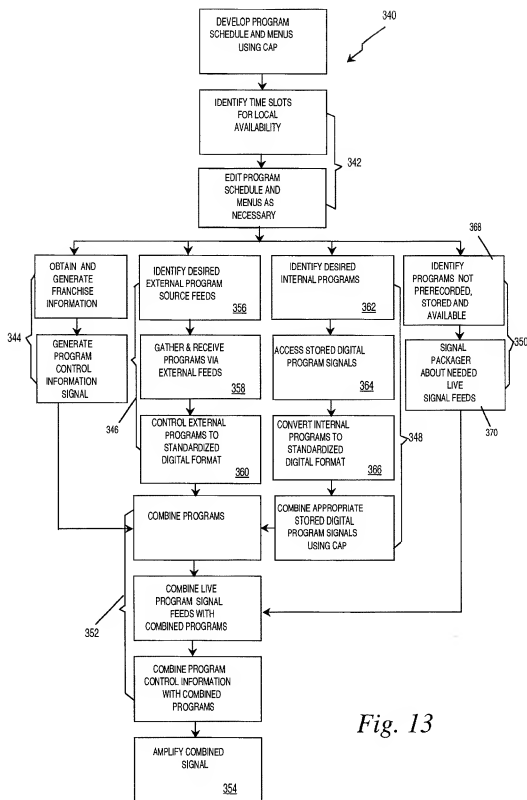 DEVELOP PROGRAM
SCHEDULE AND MENUS
USING CAP
340
IDENTIFY TIME SLOTS
FOR LOCAL
AVAILABILITY
342
EDIT PROGRAM
SCHEDULE AND
MENUS AS
NECESSARY
OBTAIN AND
GENERATE
FRANCHISE
INFORMATION
344
GENERATE
PROGRAM
CONTROL
INFORMATION
SIGNAL
IDENTIFY DESIRED
EXTERNAL PROGRAM
SOURCE FEEDS
356
GATHER & RECEIVE
PROGRAMS VIA
EXTERNAL FEEDS
358
346
CONTROL EXTERNAL
PROGRAMS TO
STANDARDIZED
DIGITAL FORMAT
360
IDENTIFY DESIRED
INTERNAL PROGRAMS
362
ACCESS STORED DIGITAL
PROGRAM SIGNALS
364
CONVERT INTERNAL
PROGRAMS TO
STANDARDIZED
DIGITAL FORMAT
366
348
COMBINE APPROPRIATE
STORED DIGITAL
PROGRAM SIGNALS
USING CAP
368
IDENTIFY
PROGRAMS NOT
PRERECORDED,
STORED AND
AVAILABLE
350
SIGNAL
PACKAGER
ABOUT NEEDED
LIVE
SIGNAL FEEDS
370
COMBINE PROGRAMS
352
COMBINE LIVE
PROGRAM SIGNAL
FEEDS WITH
COMBINED PROGRAMS
COMBINE PROGRAM
CONTROL INFORMATION
WITH COMBINED
PROGRAMS
AMPLIFY COMBINED
SIGNAL
354
Fig. 13